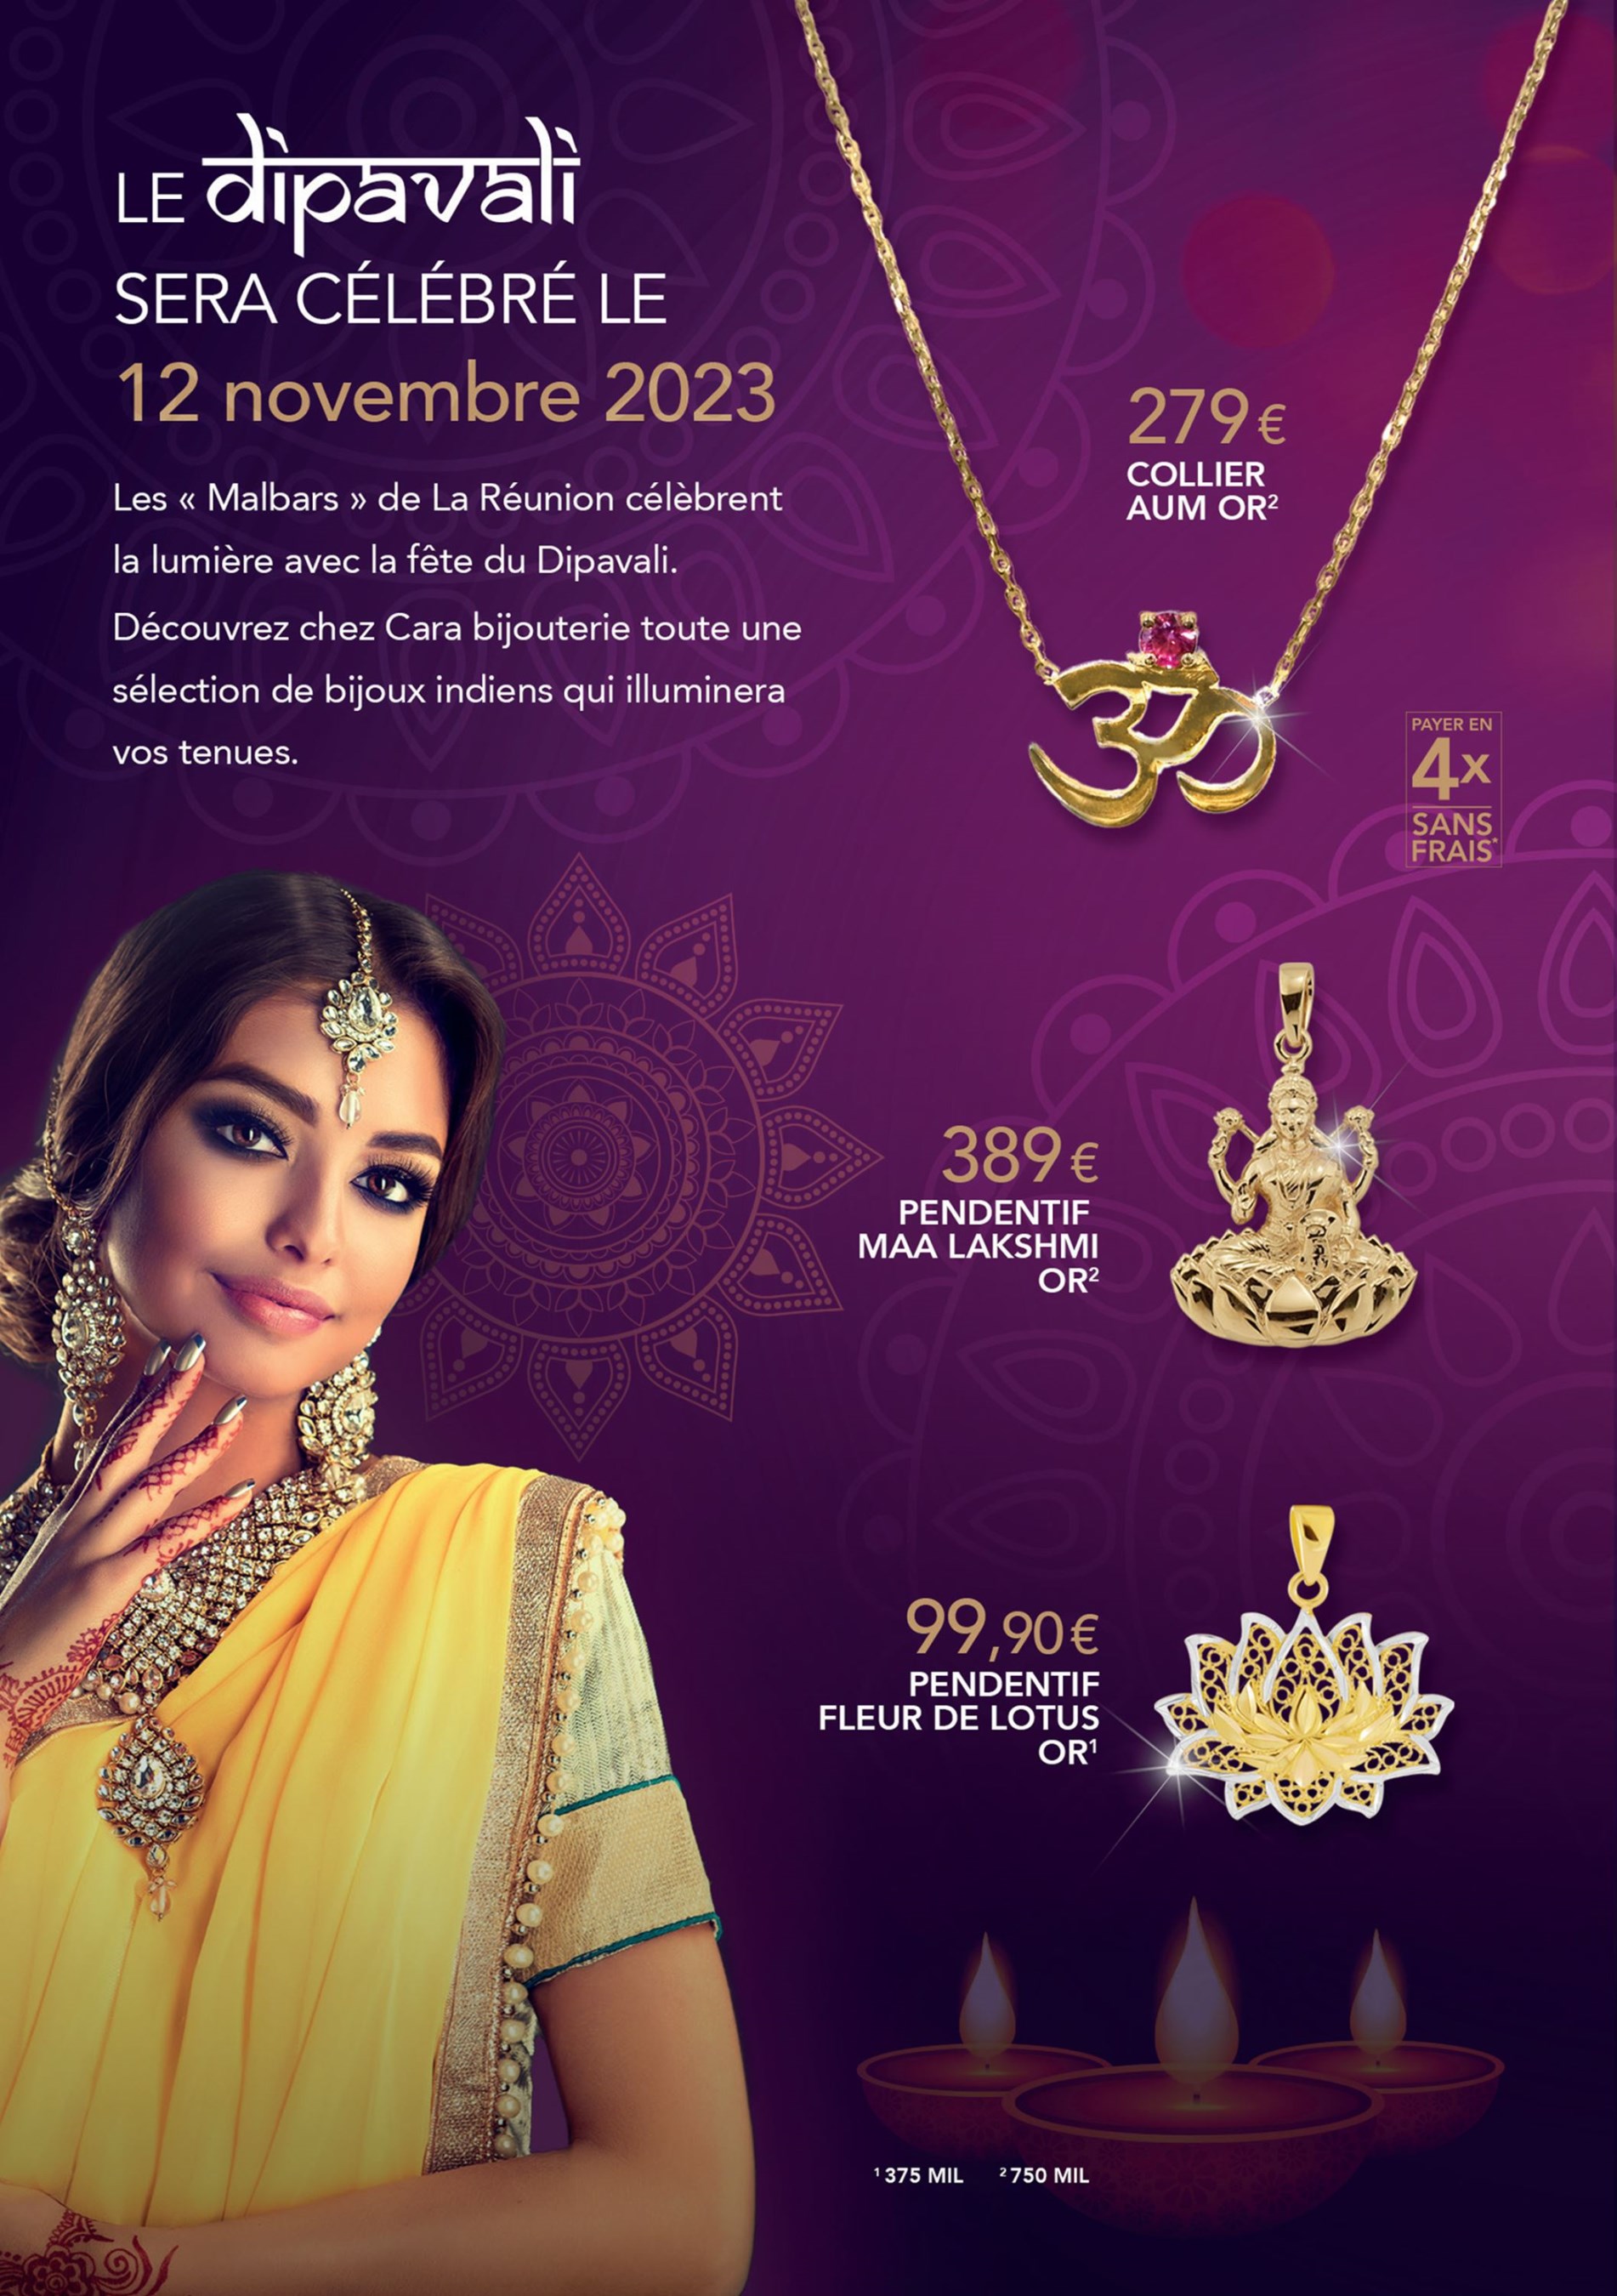 LE dipavali
SERA CÉLÉBRÉ LE
12 novembre 2023
Les « Malbars » de La Réunion célèbrent
la lumière avec la fête du Dipavali.
Découvrez chez Cara bijouterie toute une
sélection de bijoux indiens qui illuminera
vos tenues.
279 €
COLLIER
AUM OR²
PAYER EN
4x
SANS
FRAIS*
389 €
PENDENTIF
MAA LAKSHMI
OR²
99,90 €
PENDENTIF
FLEUR DE LOTUS
OR¹
¹ 375 MIL ² 750 MIL